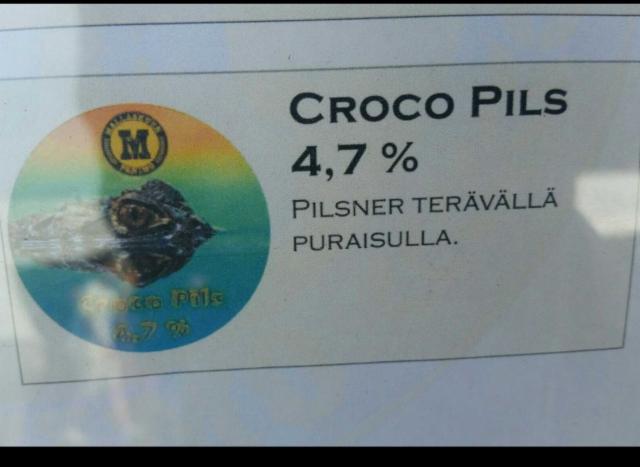 CROCO PILS
4,7 %
PILSNER TERÄVÄLLÄ
PURAISULLA.
M
Croco Pils
4.7 %